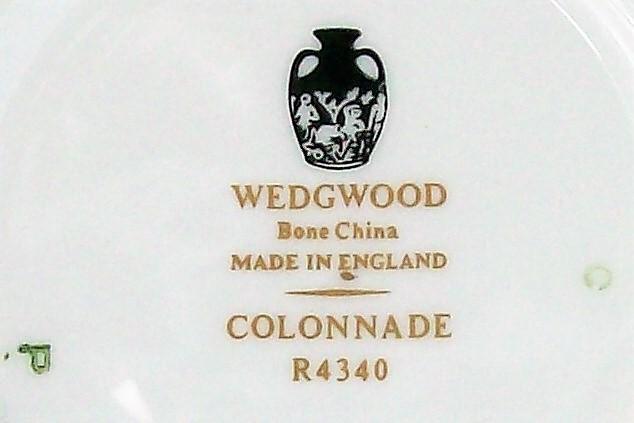 WEDGWOOD
Bone China
MADE IN ENGLAND
COLONNADE
R4340
P